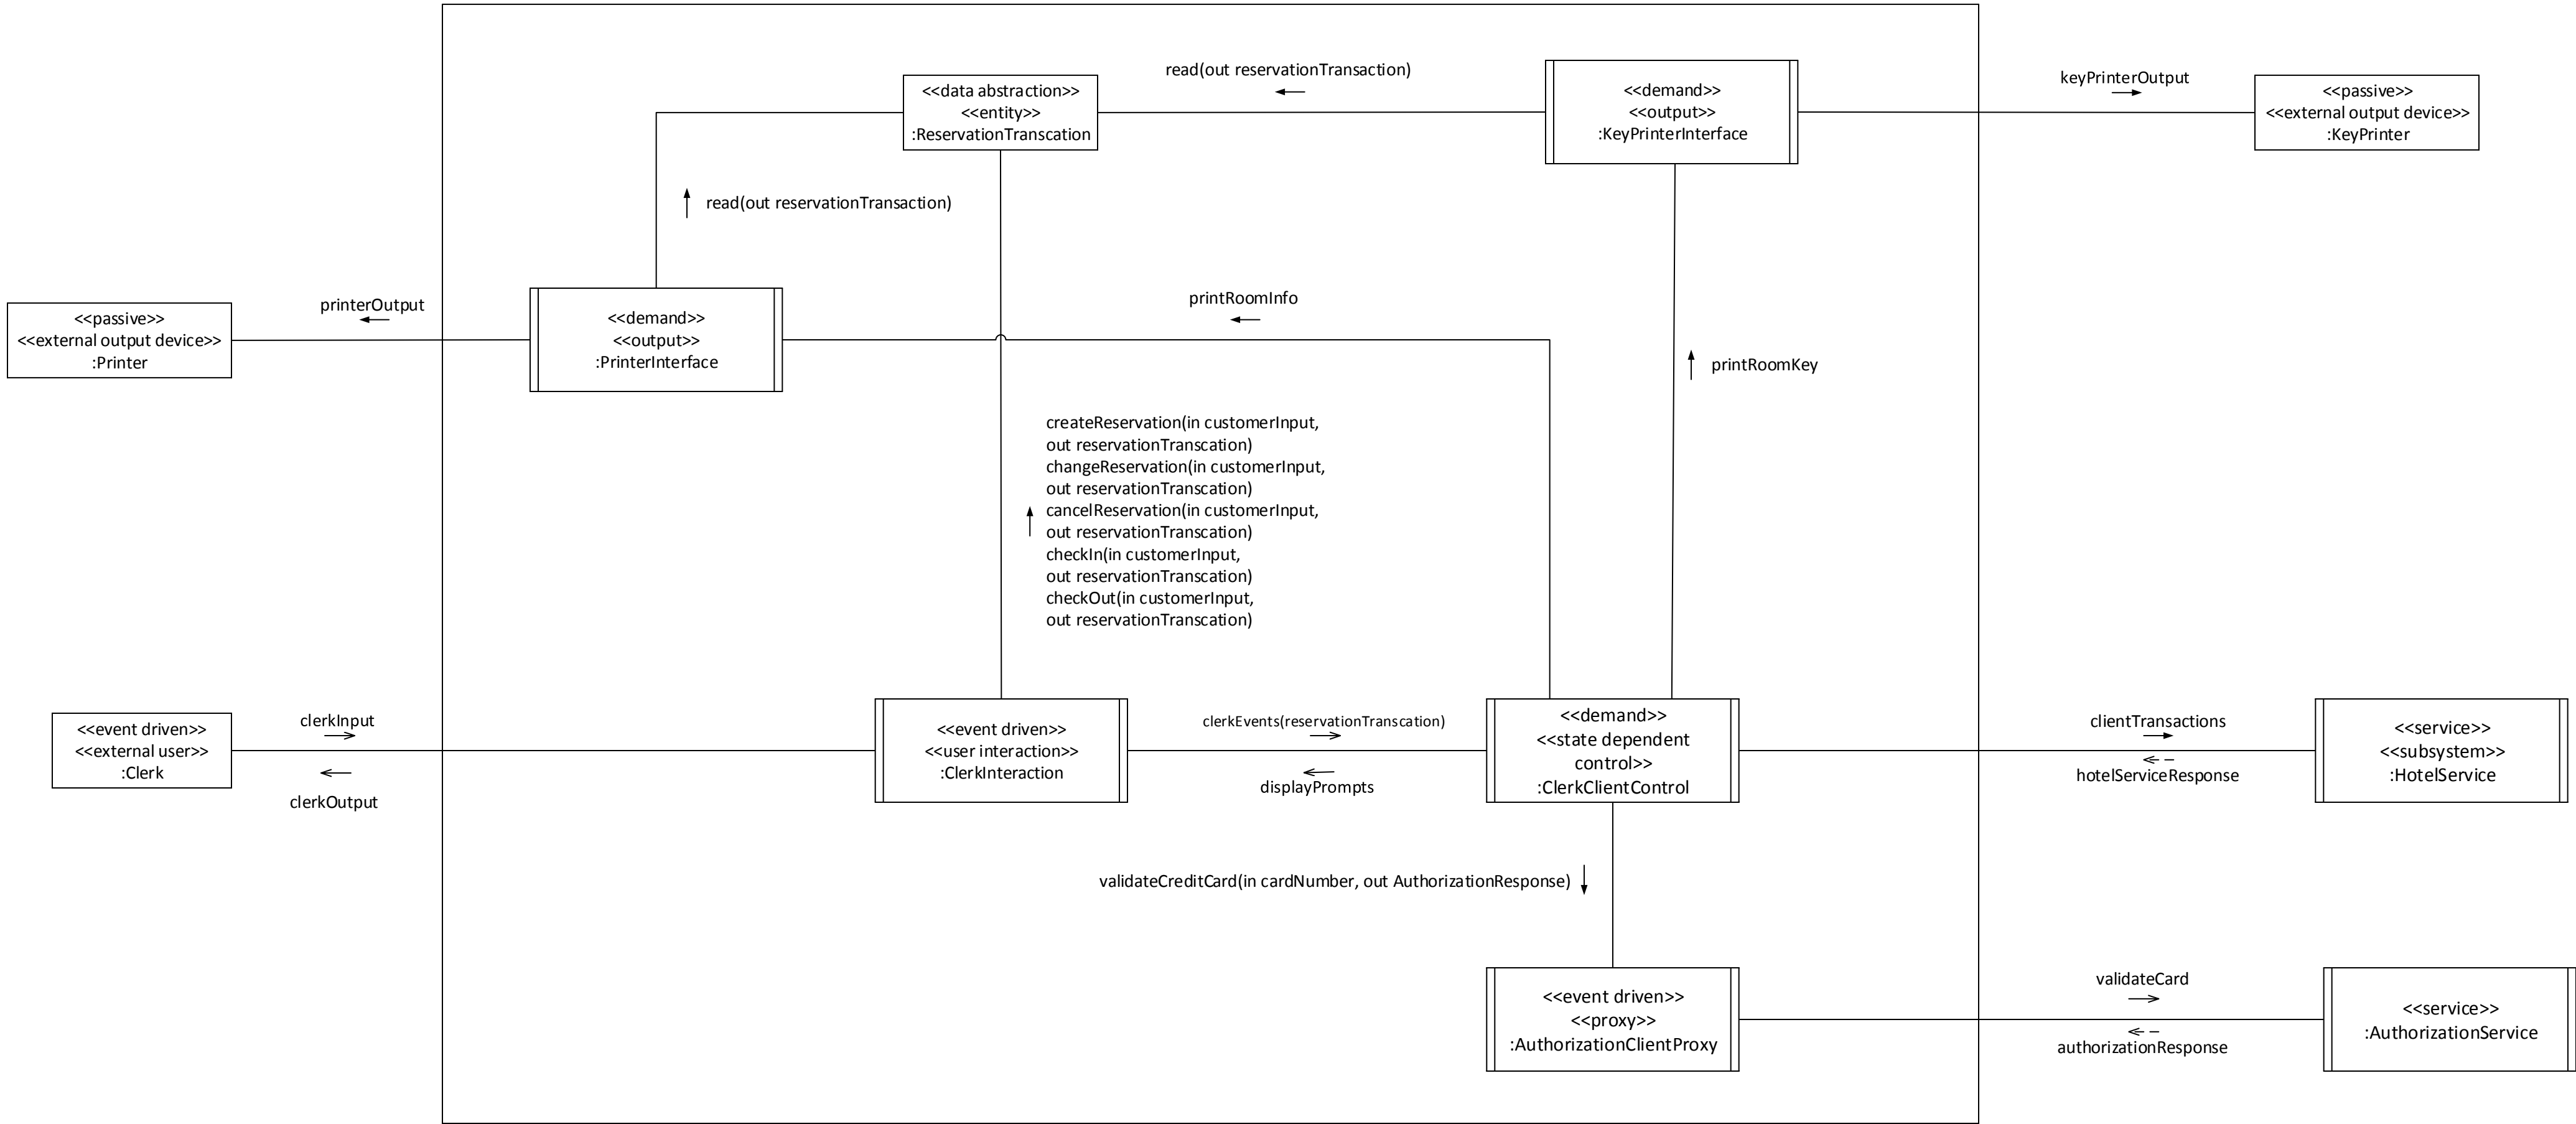 read(out reservationTransaction)
keyPrinterOutput
<<data abstraction>>
<<entity>>
:ReservationTranscation
<<demand>>
<<output>>
:KeyPrinterInterface
<<passive>>
<<external output device>>
:KeyPrinter
read(out reservationTransaction)
printerOutput
printRoomInfo
<<passive>>
<<external output device>>
:Printer
<<demand>>
<<output>>
:PrinterInterface
printRoomKey
createReservation(in customerInput,
out reservationTranscation)
changeReservation(in customerInput,
out reservationTranscation)
cancelReservation(in customerInput,
out reservationTranscation)
checkIn(in customerInput,
out reservationTranscation)
checkOut(in customerInput,
out reservationTranscation)
<<event driven>>
<<external user>>
:Clerk
clerkInput
clerkOutput
<<event driven>>
<<user interaction>>
:ClerkInteraction
clerkEvents(reservationTranscation)
displayPrompts
<<demand>>
<<state dependent
control>>
:ClerkClientControl
clientTransactions
hotelServiceResponse
<<service>>
<<subsystem>>
:HotelService
validateCreditCard(in cardNumber, out AuthorizationResponse)
<<event driven>>
<<proxy>>
:AuthorizationClientProxy
validateCard
authorizationResponse
<<service>>
:AuthorizationService